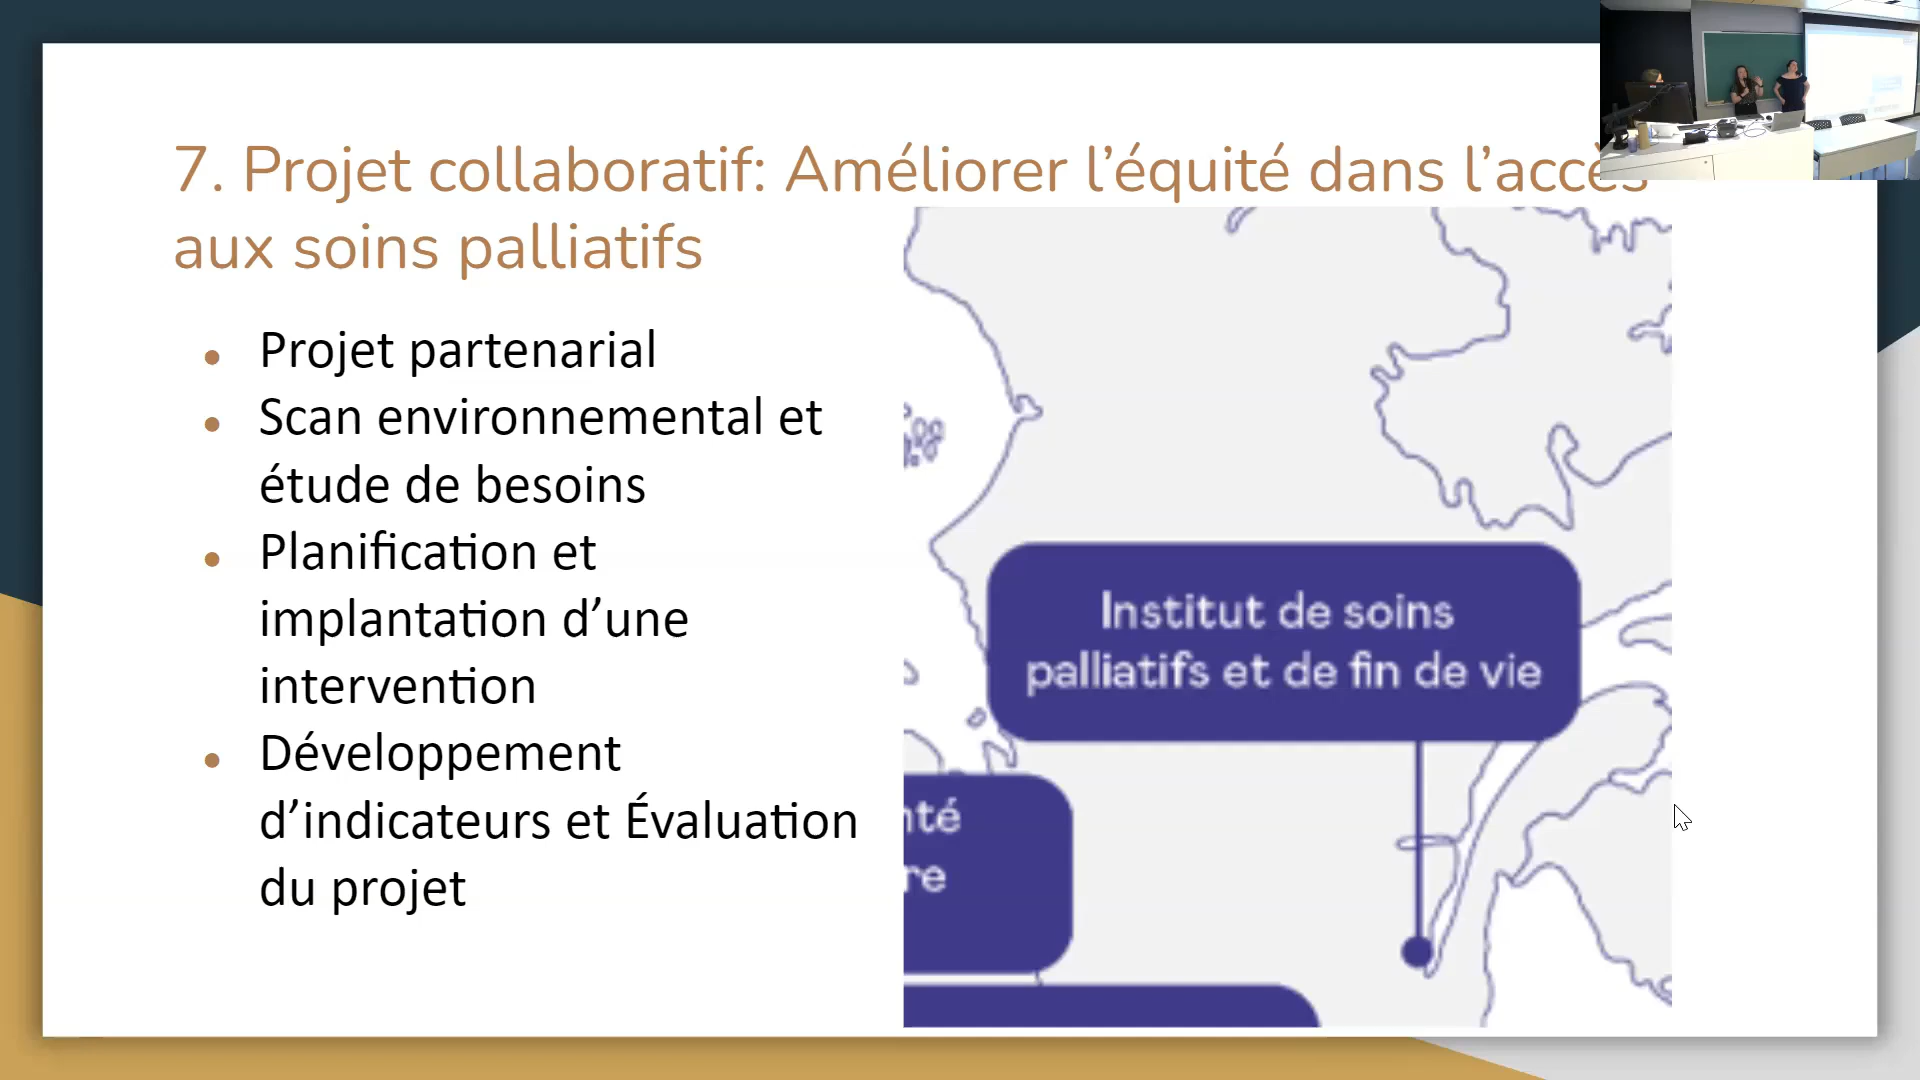 7. Projet collaboratif: Améliorer l’équité dans l’accès
aux soins palliatifs
● Projet partenarial
● Scan environnemental et
étude de besoins
● Planification et
implantation d’une
intervention
● Développement
d’indicateurs et Évaluation
du projet
Institut de soins
palliatifs et de fin de vie
nté
re